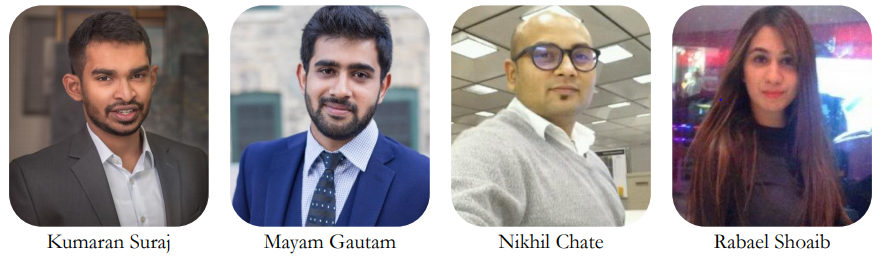 Kumaran Suraj
Mayam Gautam
Nikhil Chate
Rabael Shoaib